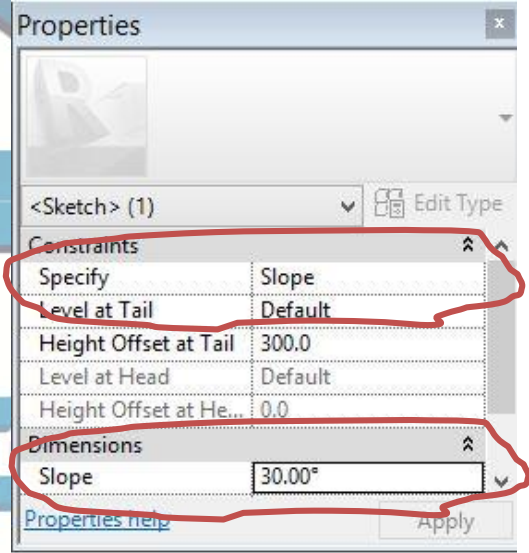 Properties x
<Sketch> (1) Edit Type
Constraints
Specify Slope
Level at Tail Default
Height Offset at Tail 300.0
Level at Head Default
Height Offset at He... 0.0
Dimensions
Slope 30.00°
Properties help Apply